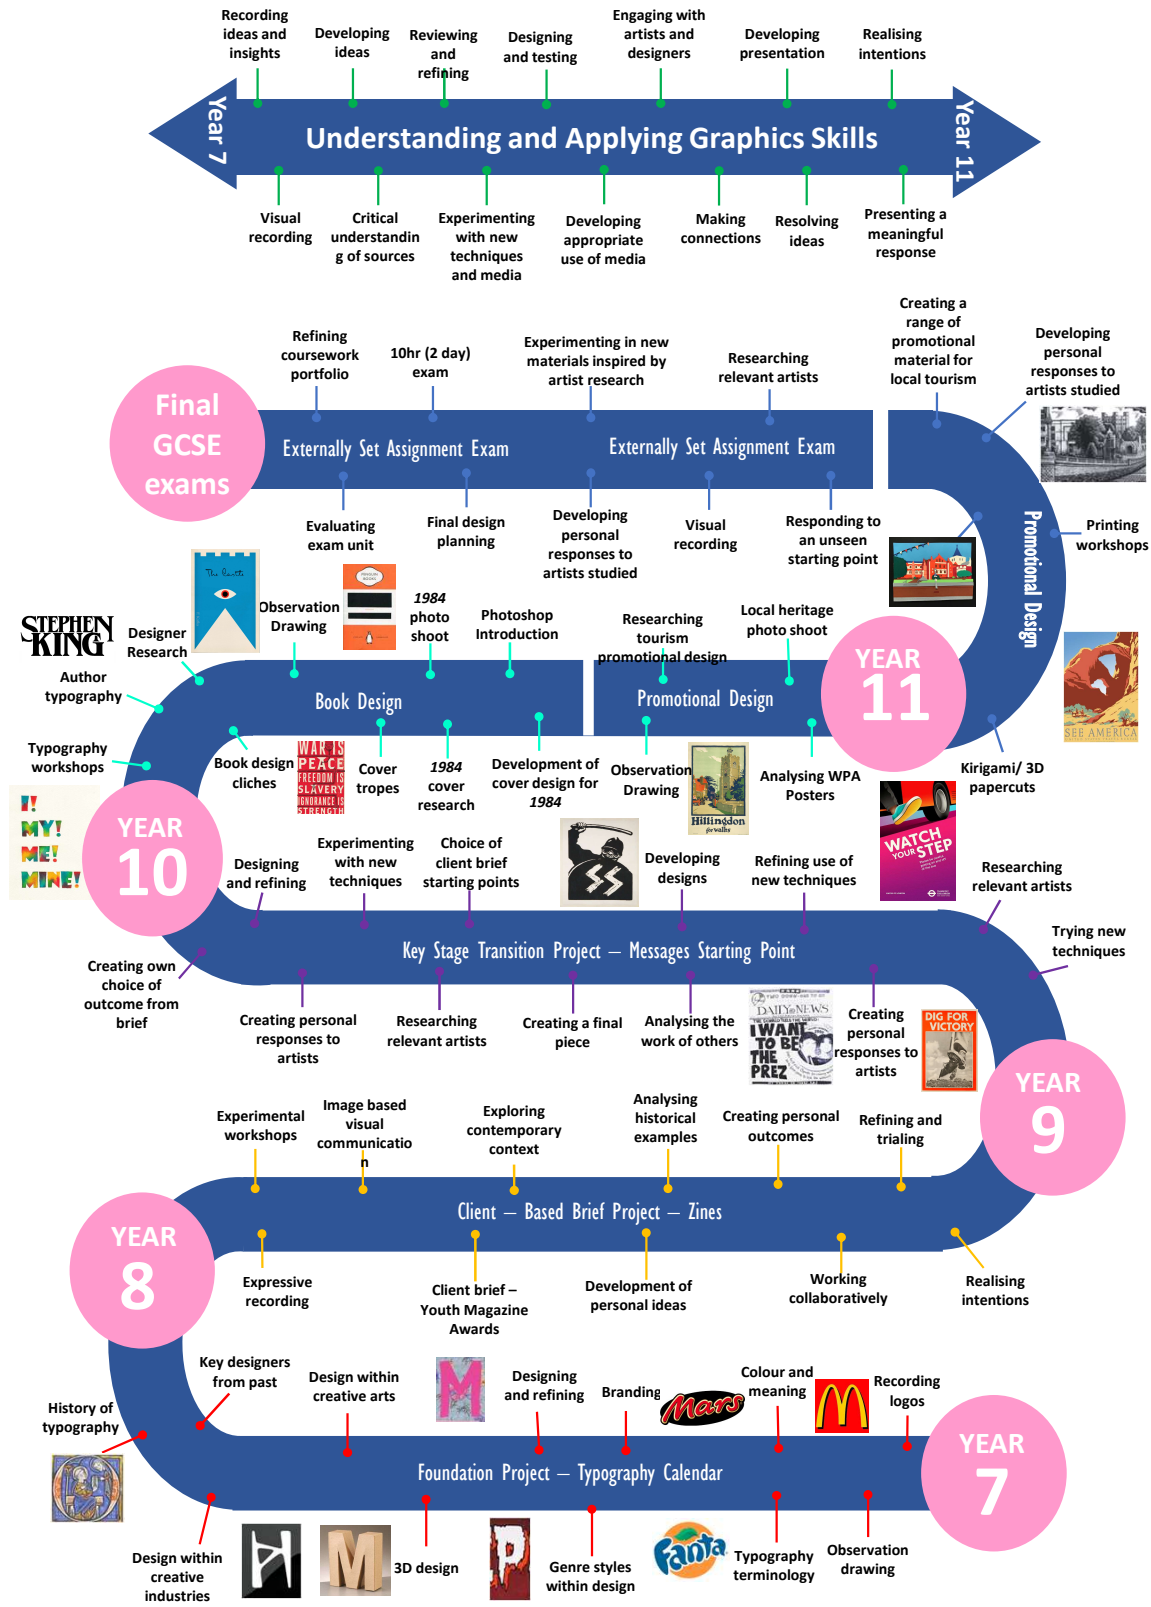 Recording
ideas and
insights
Developing
ideas
Reviewing
and
refining
Designing
and testing
Engaging with
artists and
designers
Developing
presentation
Realising
intentions
Year 7
Understanding and Applying Graphics Skills
Year 11
Visual
recording
Critical
understandin
g of sources
Experimenting
with new
techniques
and media
Developing
appropriate
use of media
Making
connections
Resolving
ideas
Presenting a
meaningful
response
Refining
coursework
portfolio
10hr (2 day)
exam
Experimenting in new
materials inspired by
artist research
Researching
relevant artists
Creating a
range of
promotional
material for
local tourism
Developing
personal
responses to
artists studied
Final
GCSE
exams
Externally Set Assignment Exam
Externally Set Assignment Exam
Evaluating
exam unit
Final design
planning
Developing
personal
responses to
artists studied
Visual
recording
Responding to
an unseen
starting point
Promotional Design
Printing
workshops
STEPHEN
KING
Designer
Research
The Castle
Observation
Drawing
PENGUIN
BOOKS
1984
photo
shoot
Photoshop
Introduction
Researching
tourism
promotional design
Local heritage
photo shoot
YEAR
11
Author
typography
Book Design
Promotional Design
SEE AMERICA
Typography
workshops
Book design
cliches
WAR IS
PEACE
FREEDOM IS
SLAVERY
IGNORANCE IS
STRENGTH
Cover
tropes
1984
cover
research
Development of
cover design for
1984
Observation
Drawing
Hillingdon
for walks
Analysing WPA
Posters
Kirigami/ 3D
papercuts
I!
MY!
ME!
MINE!
YEAR
10
Designing
and refining
Experimenting
with new
techniques
Choice of
client brief
starting points
SS
Developing
designs
Refining use of
new techniques
WATCH
YOUR STEP
Researching
relevant artists
Trying new
techniques
Key Stage Transition Project – Messages Starting Point
Creating own
choice of
outcome from
brief
Creating personal
responses to
artists
Researching
relevant artists
Creating a final
piece
Analysing the
work of others
DAILY NEWS
I WANT
TO BE
THE
PREZ
Creating
personal
responses to
artists
DIG FOR
VICTORY
YEAR
9
Experimental
workshops
Image based
visual
communicatio
n
Exploring
contemporary
context
Analysing
historical
examples
Creating personal
outcomes
Refining and
trialing
Client – Based Brief Project – Zines
YEAR
8
Expressive
recording
Client brief –
Youth Magazine
Awards
Development of
personal ideas
Working
collaboratively
Realising
intentions
Key designers
from past
Design within
creative arts
M
Designing
and refining
Branding
Mars
Colour and
meaning
M
Recording
logos
History of
typography
Foundation Project – Typography Calendar
YEAR
7
Design within
creative
industries
H
M
3D design
P
Genre styles
within design
Fanta
Typography
terminology
Observation
drawing